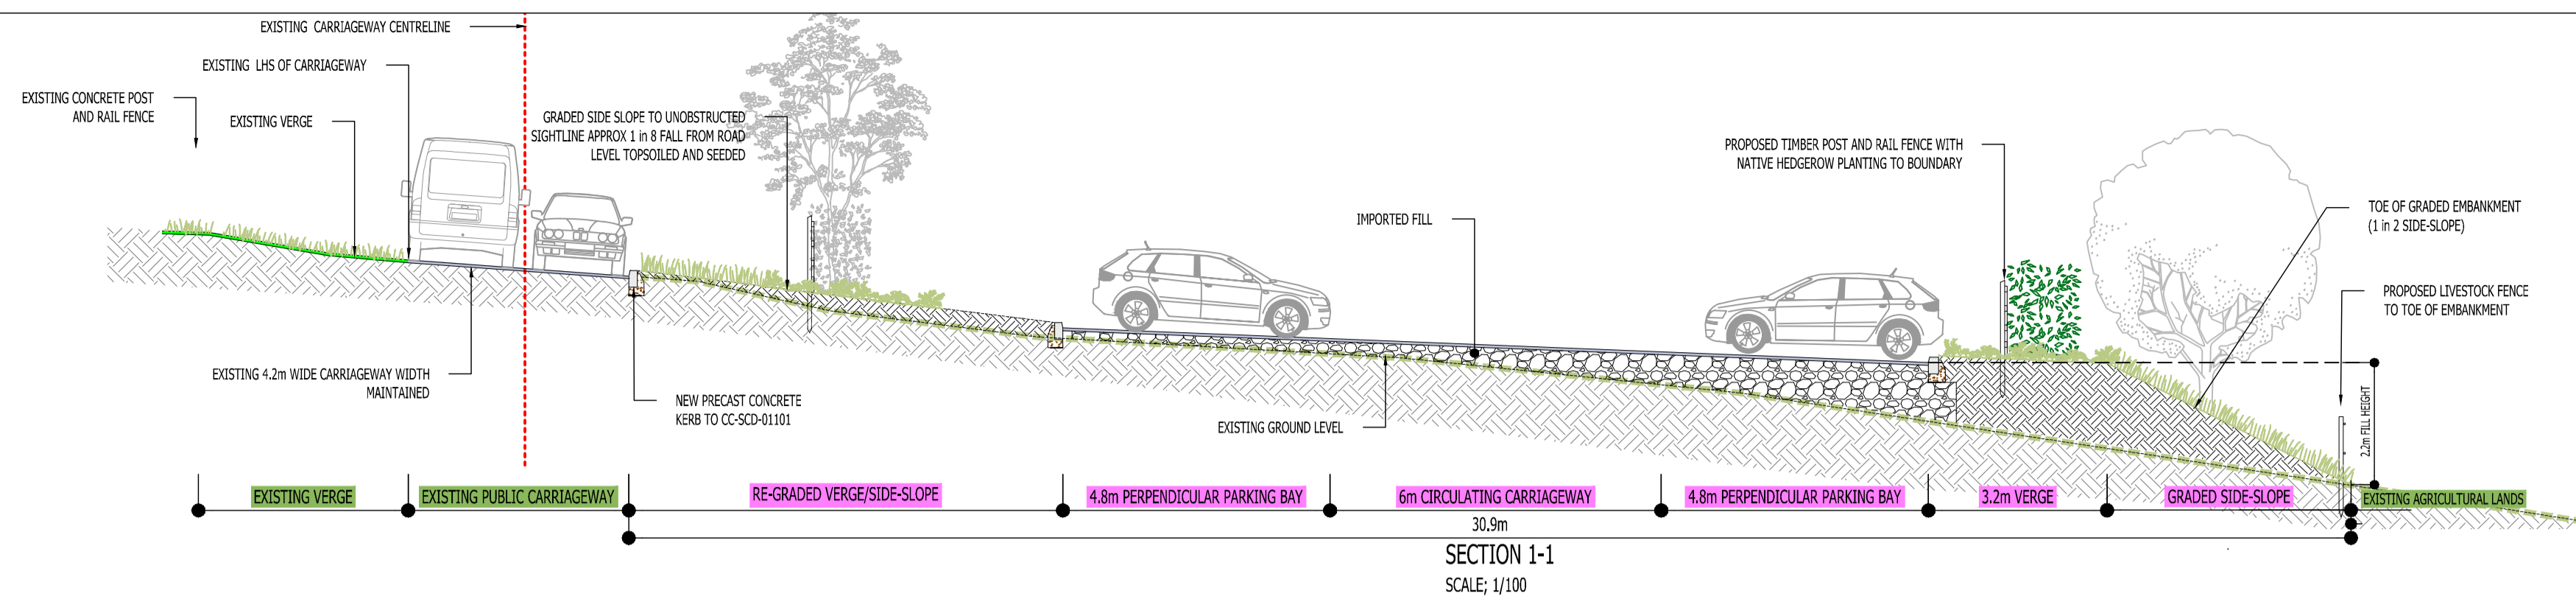 EXISTING CARRIAGEWAY CENTRELINE
EXISTING LHS OF CARRIAGEWAY
EXISTING CONCRETE POST
AND RAIL FENCE
EXISTING VERGE
GRADED SIDE SLOPE TO UNOBSTRUCTED
SIGHTLINE APPROX 1 in 8 FALL FROM ROAD
LEVEL TOPSOILED AND SEEDED
PROPOSED TIMBER POST AND RAIL FENCE WITH
NATIVE HEDGEROW PLANTING TO BOUNDARY
IMPORTED FILL
TOE OF GRADED EMBANKMENT
(1 in 2 SIDE-SLOPE)
PROPOSED LIVESTOCK FENCE
TO TOE OF EMBANKMENT
EXISTING 4.2m WIDE CARRIAGEWAY WIDTH
MAINTAINED
NEW PRECAST CONCRETE
KERB TO CC-SCD-01101
EXISTING GROUND LEVEL
2.2m FILL HEIGHT
EXISTING VERGE
EXISTING PUBLIC CARRIAGEWAY
RE-GRADED VERGE/SIDE-SLOPE
4.8m PERPENDICULAR PARKING BAY
6m CIRCULATING CARRIAGEWAY
4.8m PERPENDICULAR PARKING BAY
3.2m VERGE
GRADED SIDE-SLOPE
EXISTING AGRICULTURAL LANDS
30.9m
SECTION 1-1
SCALE; 1/100